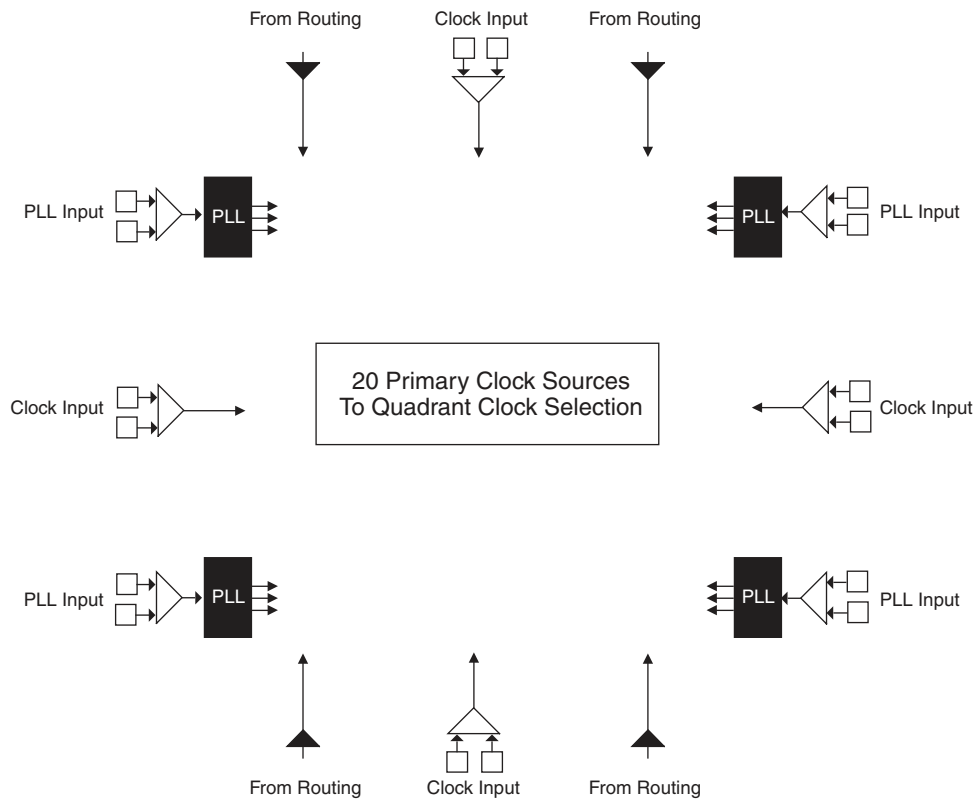 From Routing
Clock Input
From Routing
PLL Input
PLL
PLL
PLL Input
Clock Input
20 Primary Clock Sources
To Quadrant Clock Selection
Clock Input
PLL Input
PLL
PLL
PLL Input
From Routing
Clock Input
From Routing